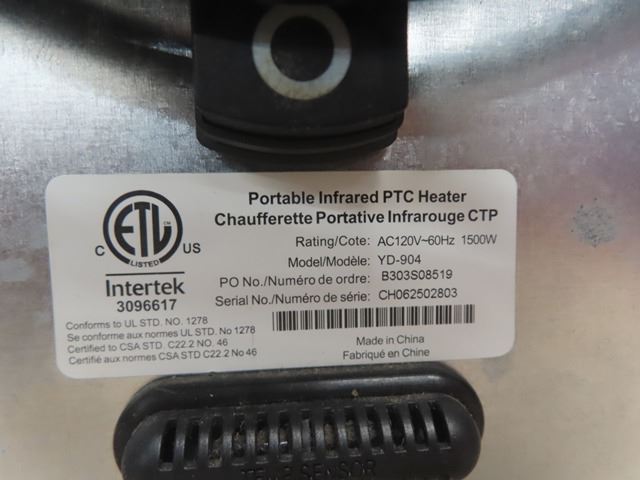 O
Portable Infrared PTC Heater
Chaufferette Portative Infrarouge CTP
Rating/Cote: AC120V~60Hz 1500W
Model/Modèle: YD-904
PO No./Numéro de ordre: B303S08519
Serial No./Numéro de série: CH062502803
Made in China
Fabriqué en Chine
ETL
CM
C US
LISTED
Intertek
3096617
Conforms to UL STD. NO. 1278
Se conforme aux normes UL STD. No 1278
Certified to CSA STD. C22.2 NO. 46
Certifié aux normes CSA STD C22.2 No 46
TEMP SENSOR